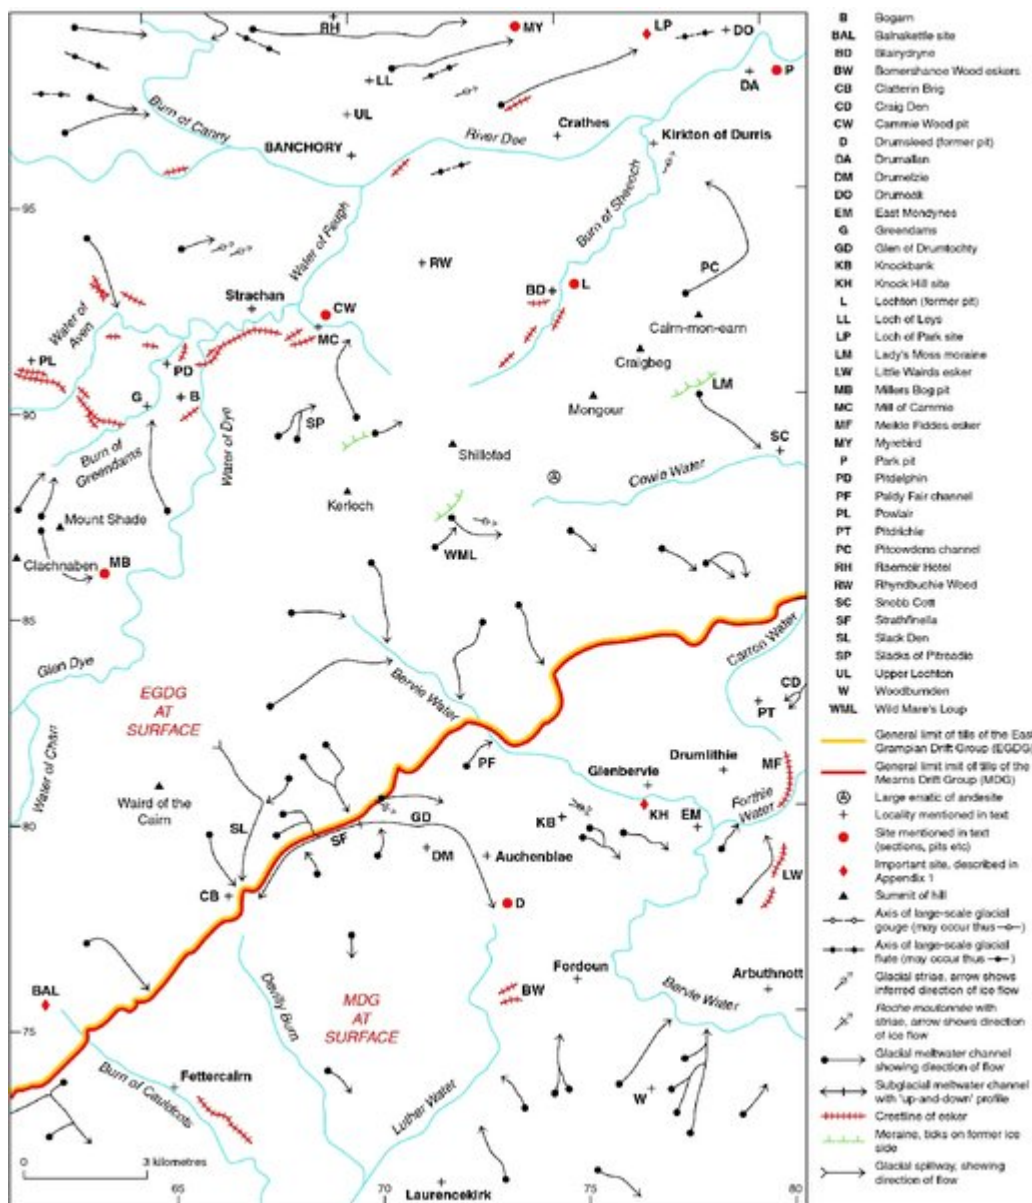 RH
MY
LP
DO
LL
DA
P
UL
Burn of Canny
River Dee
Crathes
Kirkton of Durris
BANCHORY
95
Water of Feugh
Burn of Sheeoch
RW
PC
BD
L
Strachan
CW
Cairn-mon-earn
Water of Aven
MC
Craigbeg
PL
PD
LM
G
B
90
Mongour
SP
SC
Burn of Greendams
Water of Dye
Shillofad
Cowie Water
Kerloch
Mount Shade
WML
Clachnaben
MB
85
Glen Dye
Carron Water
EGDG
AT
SURFACE
Bervie Water
CD
PT
Water of Charr
PF
Drumlithie
MF
Glenbervie
Waird of the
Cairn
Forthie Water
80
SL
GD
KB
KH
EM
SF
DM
Auchenblae
LW
CB
D
Devilly Burn
Fordoun
Arbuthnott
BAL
BW
MDG
AT
SURFACE
Bervie Water
75
Burn of Cauldcots
Fettercairn
Luther Water
W
0 3 kilometres
65 70 75 80
Laurencekirk
B Bogarn
BAL Balnakettle site
BD Blairydryne
BW Bomershanoe Wood eskers
CB Clatterin Brig
CD Craig Den
CW Cammie Wood pit
D Drumsleed (former pit)
DA Drumallan
DM Drumelzie
DO Drumoak
EM East Mondynes
G Greendams
GD Glen of Drumtochty
KB Knockbank
KH Knock Hill site
L Lochton (former pit)
LL Loch of Leys
LP Loch of Park site
LM Lady's Moss moraine
LW Little Wairds esker
MB Millers Bog pit
MC Mill of Cammie
MF Meikle Fiddes esker
MY Myrebird
P Park pit
PD Pitdelphin
PF Paldy Fair channel
PL Powlair
PT Pitdrichie
PC Pitcowdens channel
RH Raemoir Hotel
RW Rhyndbuchie Wood
SC Snobb Cott
SF Strathfinella
SL Slack Den
SP Slacks of Pitreadie
UL Upper Lochton
W Woodburnden
WML Wild Mare's Loup
General limit of tills of the East
Grampian Drift Group (EGDG)
General limit imit of tills of the
Mearns Drift Group (MDG)
A Large erratic of andesite
Locality mentioned in text
Site mentioned in text
(sections, pits etc)
Important site, described in
Appendix 1
Summit of hill
Axis of large-scale glacial
gouge (may occur thus )
Axis of large-scale glacial
flute (may occur thus )
Glacial striae, arrow shows
inferred direction of ice flow
Roche moutonnée with
striae, arrow shows direction
of ice flow
Glacial meltwater channel
showing direction of flow
Subglacial meltwater channel
with 'up-and-down' profile
Crestline of esker
Moraine, ticks on former ice
side
Glacial spillway, showing
direction of flow